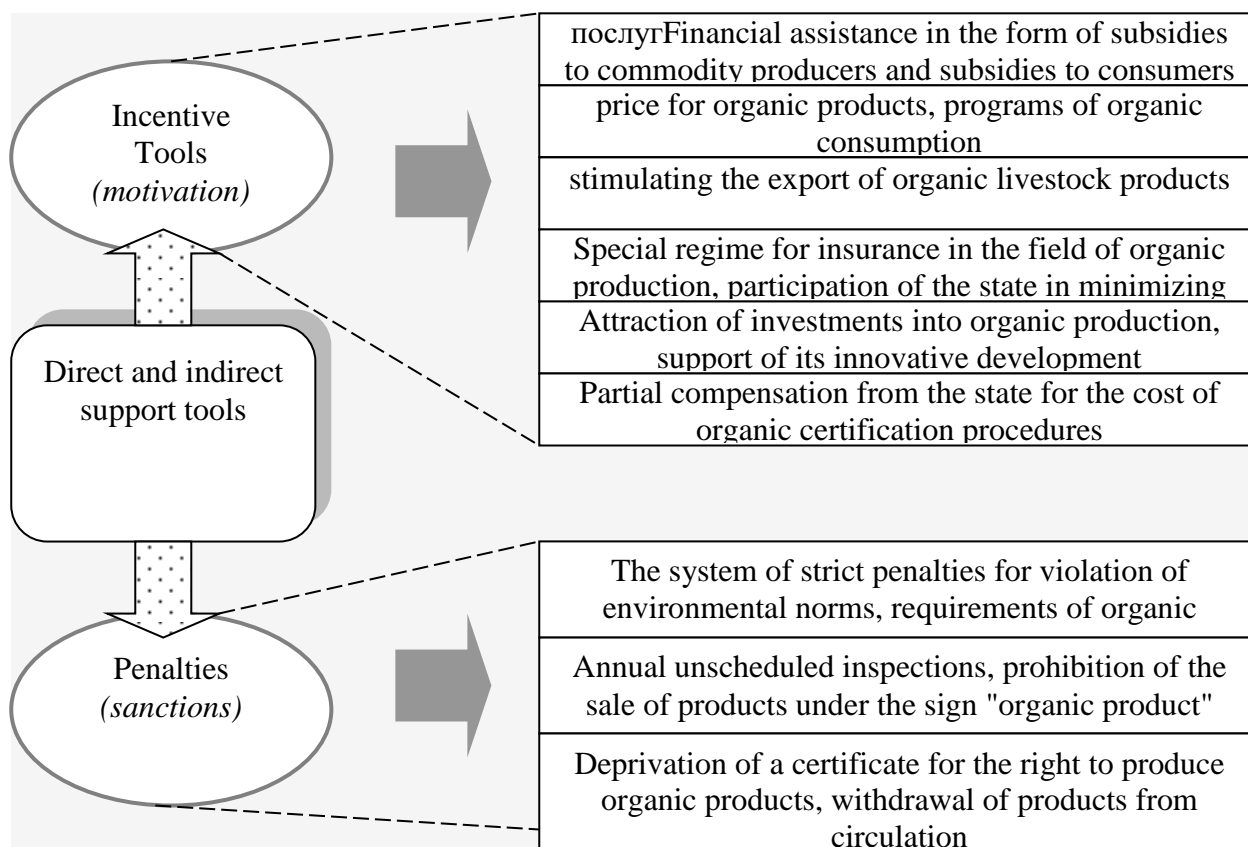 Incentive
Tools
(motivation)
Direct and indirect
support tools
Penalties
(sanctions)
послугFinancial assistance in the form of subsidies
to commodity producers and subsidies to consumers
price for organic products, programs of organic
consumption
stimulating the export of organic livestock products
Special regime for insurance in the field of organic
production, participation of the state in minimizing
Attraction of investments into organic production,
support of its innovative development
Partial compensation from the state for the cost of
organic certification procedures
The system of strict penalties for violation of
environmental norms, requirements of organic
Annual unscheduled inspections, prohibition of the
sale of products under the sign "organic product"
Deprivation of a certificate for the right to produce
organic products, withdrawal of products from
circulation